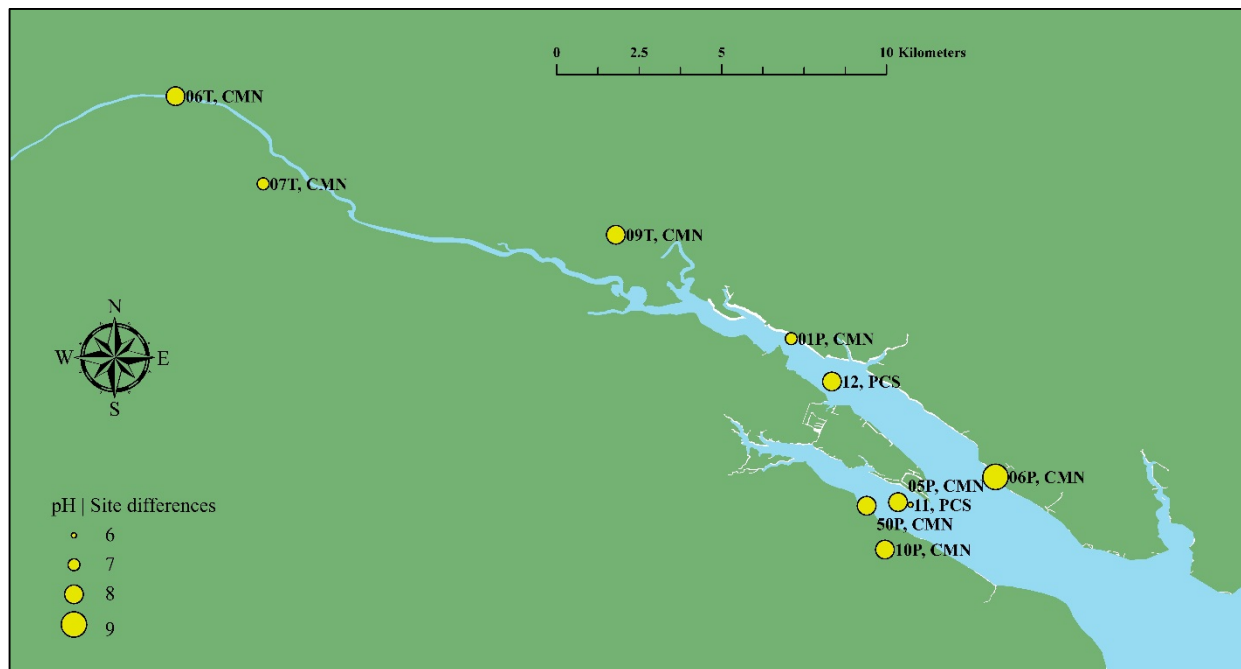 0 2.5 5 10 Kilometers
06T, CMN
07T, CMN
09T, CMN
N
W E
S
01P, CMN
12, PCS
06P, CMN
05P, CMN
11, PCS
50P, CMN
10P, CMN
pH | Site differences
6
7
8
9